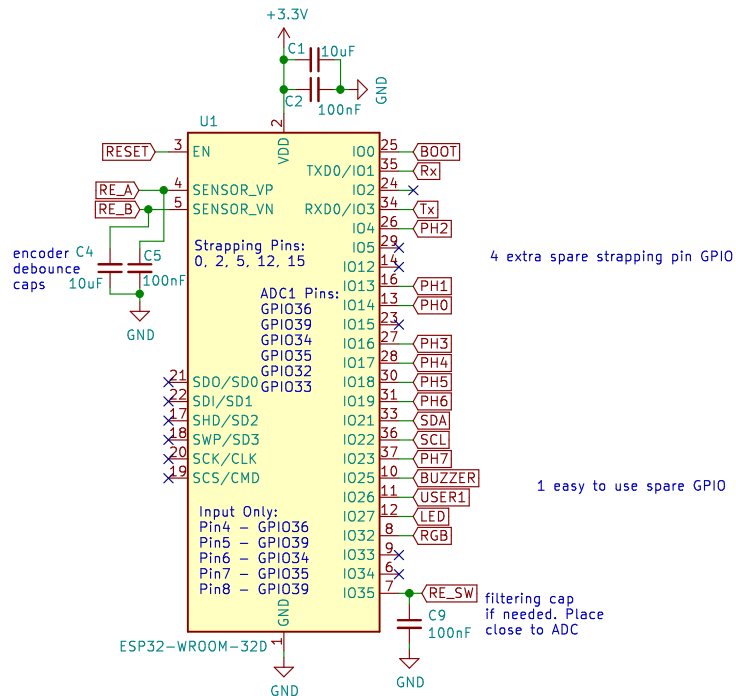 +3.3V
C1
10uF
C2
100nF
GND
U1
2
VDD
RESET
3
EN
RE_A
4
SENSOR_VP
RE_B
5
SENSOR_VN
encoder
debounce
caps
C4
10uF
C5
100nF
GND
Strapping Pins:
0, 2, 5, 12, 15
ADC1 Pins:
GPIO36
GPIO39
GPIO34
GPIO35
GPIO32
GPIO33
21
SDO/SD0
22
SDI/SD1
17
SHD/SD2
18
SWP/SD3
20
SCK/CLK
19
SCS/CMD
Input Only:
Pin4 - GPIO36
Pin5 - GPIO39
Pin6 - GPIO34
Pin7 - GPIO35
Pin8 - GPIO39
IO0
25
BOOT
TXD0/IO1
35
Rx
IO2
24
RXD0/IO3
34
Tx
IO4
26
PH2
IO5
29
IO12
14
IO13
16
PH1
IO14
13
PH0
IO15
23
IO16
27
PH3
IO17
28
PH4
IO18
30
PH5
IO19
31
PH6
IO21
33
SDA
IO22
36
SCL
IO23
37
PH7
IO25
10
BUZZER
IO26
11
USER1
IO27
12
LED
IO32
8
RGB
IO33
9
IO34
6
IO35
7
RE_SW
4 extra spare strapping pin GPIO
1 easy to use spare GPIO
filtering cap
if needed. Place
close to ADC
C9
100nF
GND
GND
1
ESP32-WROOM-32D
GND